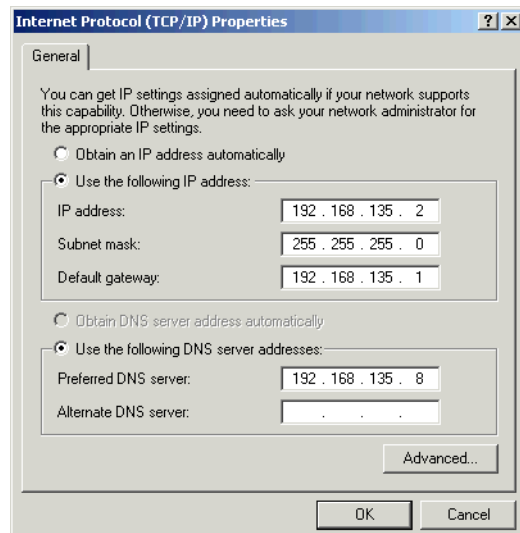 Internet Protocol (TCP/IP) Properties
General
You can get IP settings assigned automatically if your network supports
this capability. Otherwise, you need to ask your network administrator for
the appropriate IP settings.
Obtain an IP address automatically
Use the following IP address:
IP address: 192 . 168 . 135 . 2
Subnet mask: 255 . 255 . 255 . 0
Default gateway: 192 . 168 . 135 . 1
Obtain DNS server address automatically
Use the following DNS server addresses:
Preferred DNS server: 192 . 168 . 135 . 8
Alternate DNS server: . . .
Advanced...
OK Cancel